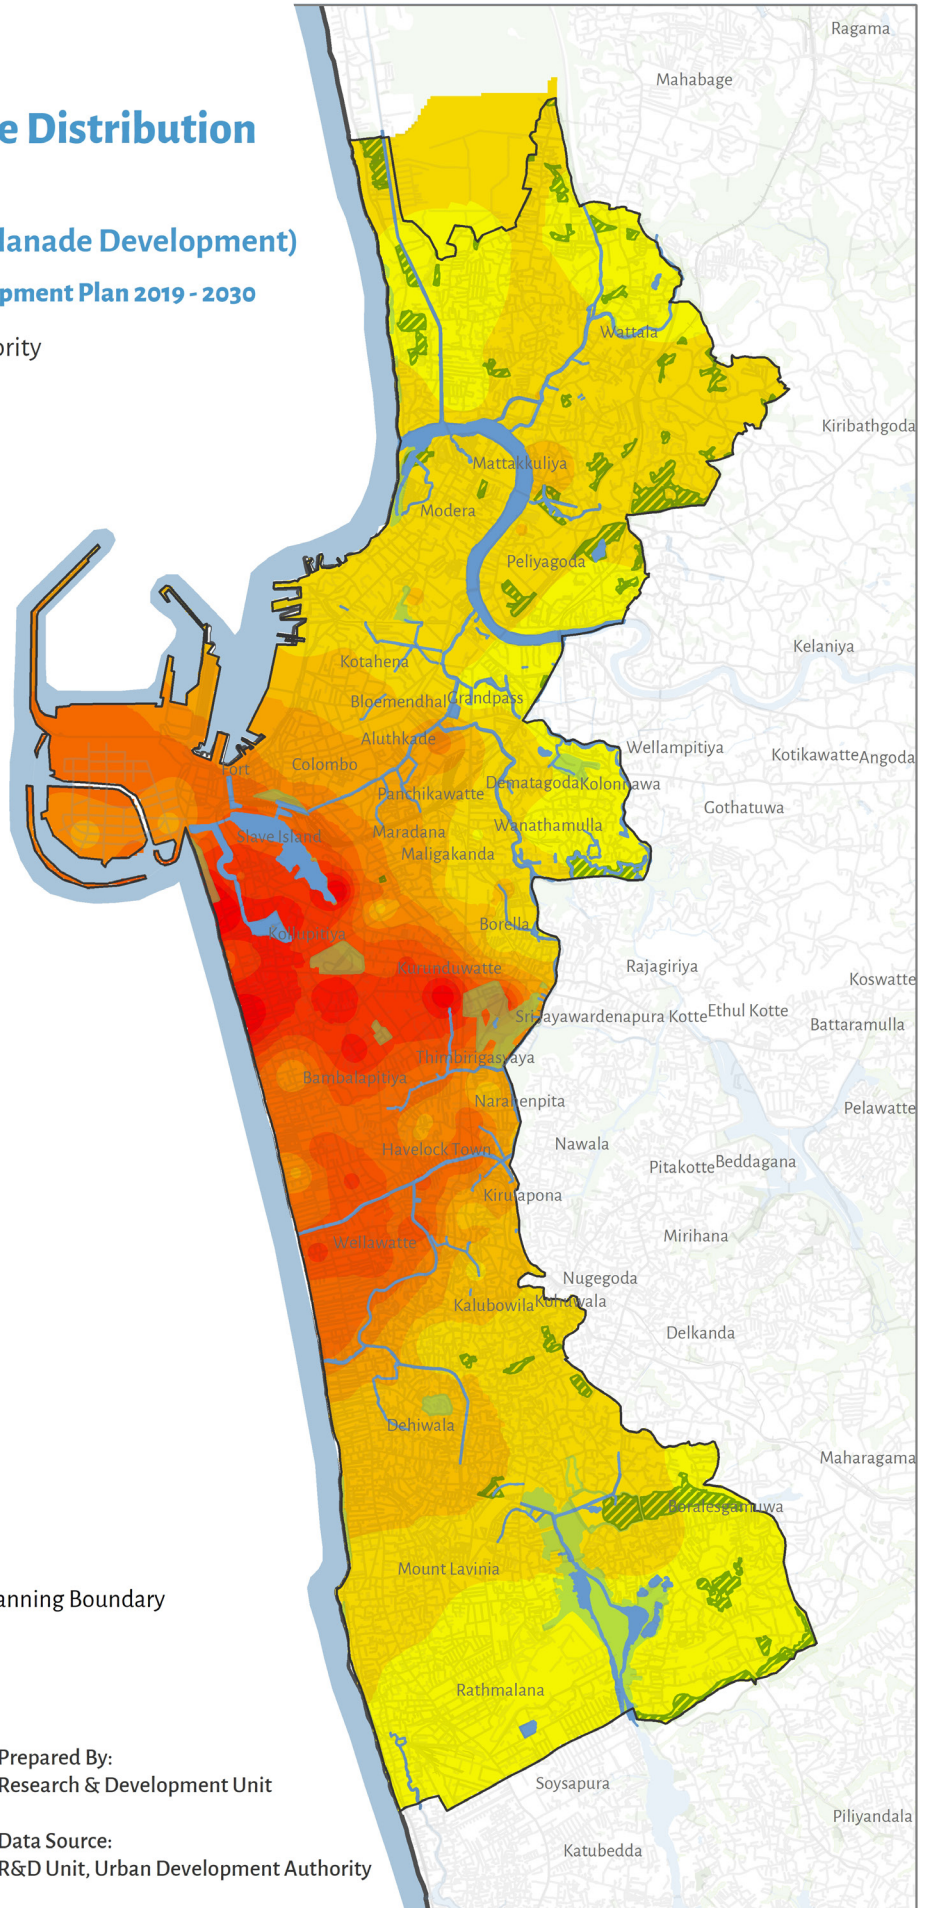 Ragama
Mahabage
e Distribution
lanade Development)
pment Plan 2019 - 2030
Wattala
ority
Kiribathgoda
Mattakkuliya
Modera
Peliyagoda
Kelaniya
Kotahena
Bloemendhal
Grandpass
Aluthkade
Wellampitiya
Kotikawatte
Angoda
Fort
Colombo
Dematagoda
Kolonnawa
Panchikawatte
Gothatuwa
Wanathamulla
Maradana
Slave Island
Maligakanda
Borella
Kollupitiya
Kurunduwatte
Rajagiriya
Koswatte
Sri Jayawardenapura Kotte
Ethul Kotte
Battaramulla
Thimbirigasyaya
Bambalapitiya
Narahenpita
Pelawatte
Nawala
Havelock Town
Pitakotte
Beddagana
Kirulapona
Mirihana
Wellawatte
Nugegoda
Kalubowila
Kohuwala
Delkanda
Dehiwala
Maharagama
Boralesgamuwa
Mount Lavinia
anning Boundary
Rathmalana
Prepared By:
Research & Development Unit
Soysapura
Piliyandala
Data Source:
R&D Unit, Urban Development Authority
Katubedda